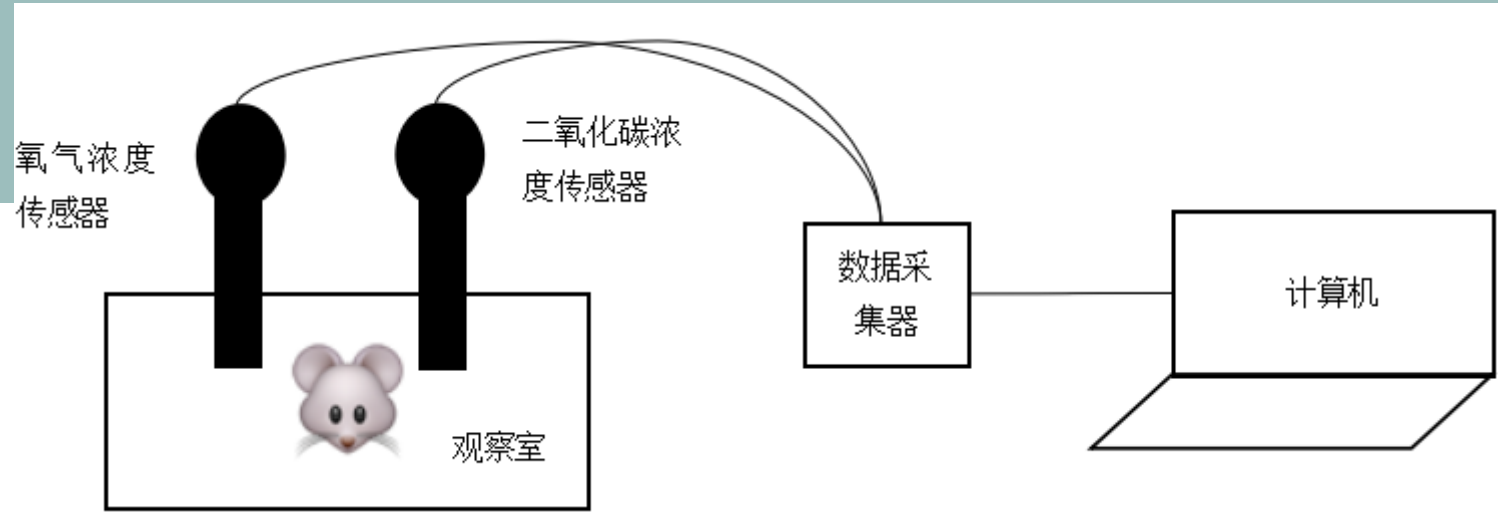 氧气浓度
传感器
二氧化碳浓
度传感器
数据采
集器
计算机
观察室